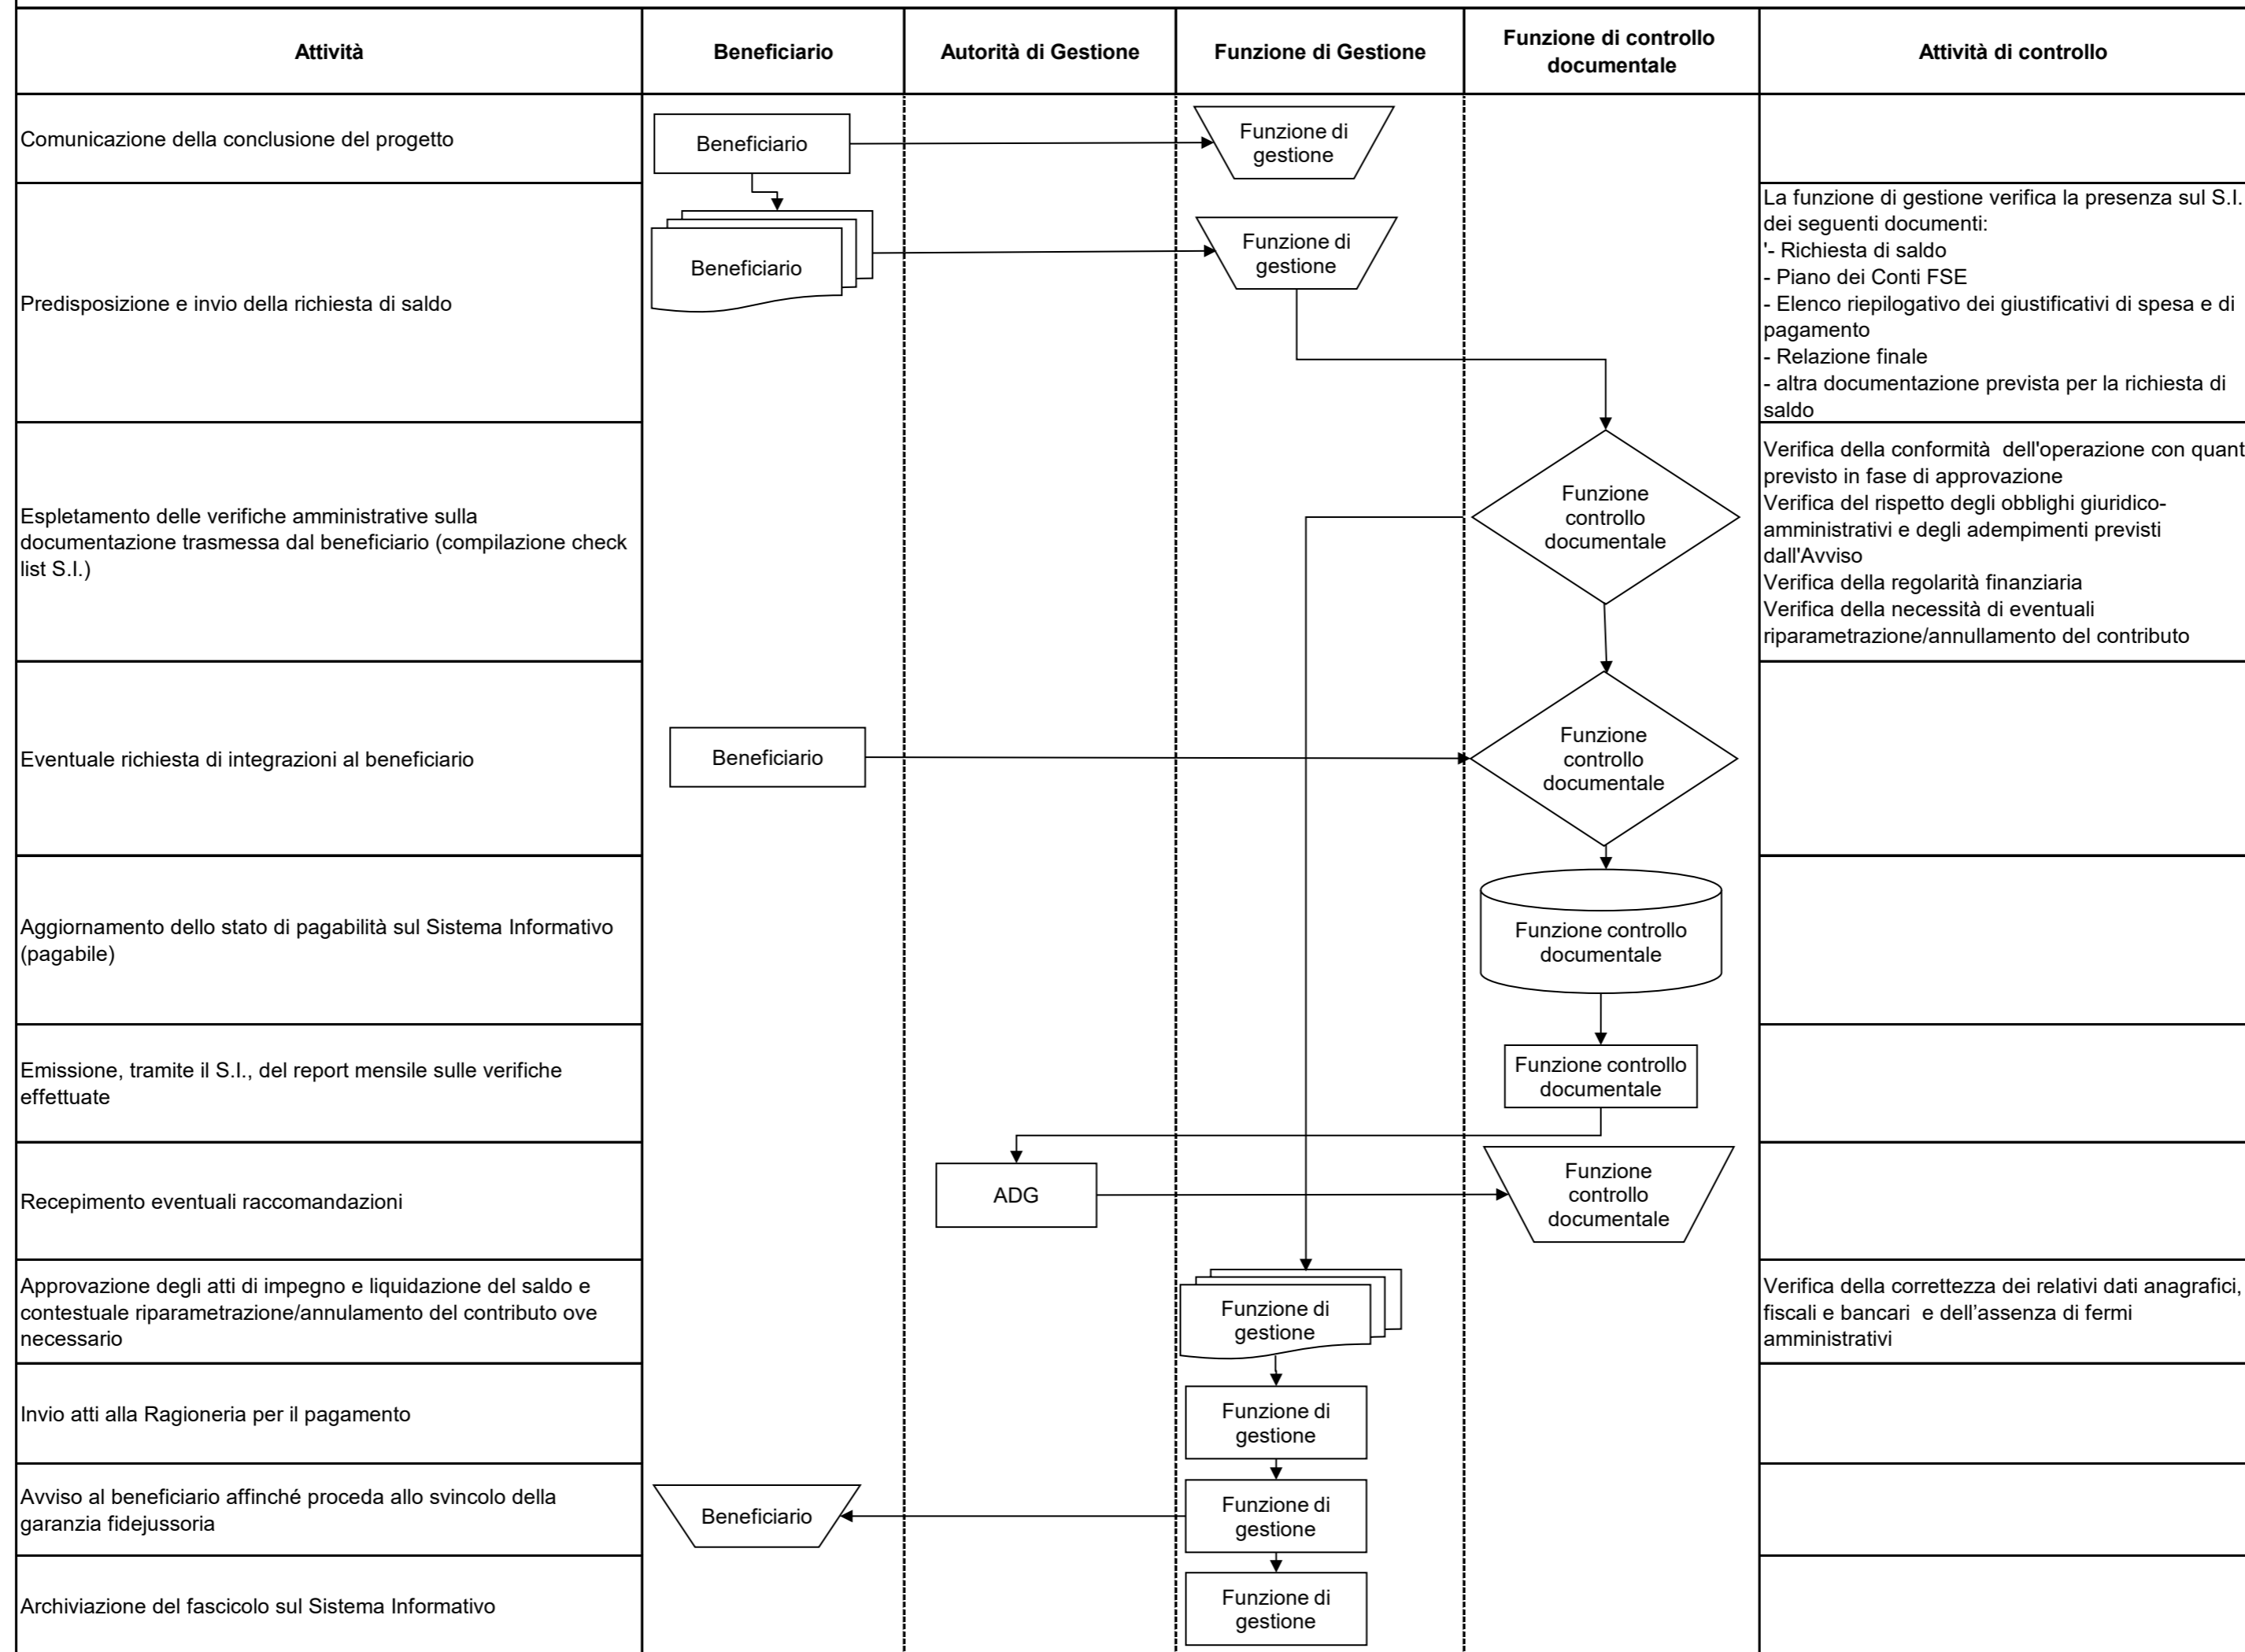 Attività
Beneficiario
Autorità di Gestione
Funzione di Gestione
Funzione di controllo
documentale
Attività di controllo
Comunicazione della conclusione del progetto
Beneficiario
Funzione di
gestione
Predisposizione e invio della richiesta di saldo
Beneficiario
Funzione di
gestione
La funzione di gestione verifica la presenza sul S.I.
dei seguenti documenti:
'- Richiesta di saldo
- Piano dei Conti FSE
- Elenco riepilogativo dei giustificativi di spesa e di
pagamento
- Relazione finale
- altra documentazione prevista per la richiesta di
saldo
Espletamento delle verifiche amministrative sulla
documentazione trasmessa dal beneficiario (compilazione check
list S.I.)
Funzione
controllo
documentale
Verifica della conformità  dell'operazione con quant
previsto in fase di approvazione
Verifica del rispetto degli obblighi giuridico-
amministrativi e degli adempimenti previsti
dall'Avviso
Verifica della regolarità finanziaria
Verifica della necessità di eventuali
riparametrazione/annullamento del contributo
Eventuale richiesta di integrazioni al beneficiario
Beneficiario
Funzione
controllo
documentale
Aggiornamento dello stato di pagabilità sul Sistema Informativo
(pagabile)
Funzione controllo
documentale
Emissione, tramite il S.I., del report mensile sulle verifiche
effettuate
Funzione controllo
documentale
Recepimento eventuali raccomandazioni
ADG
Funzione
controllo
documentale
Approvazione degli atti di impegno e liquidazione del saldo e
contestuale riparametrazione/annulamento del contributo ove
necessario
Funzione di
gestione
Verifica della correttezza dei relativi dati anagrafici,
fiscali e bancari  e dell’assenza di fermi
amministrativi
Invio atti alla Ragioneria per il pagamento
Funzione di
gestione
Avviso al beneficiario affinché proceda allo svincolo della
garanzia fidejussoria
Beneficiario
Funzione di
gestione
Archiviazione del fascicolo sul Sistema Informativo
Funzione di
gestione